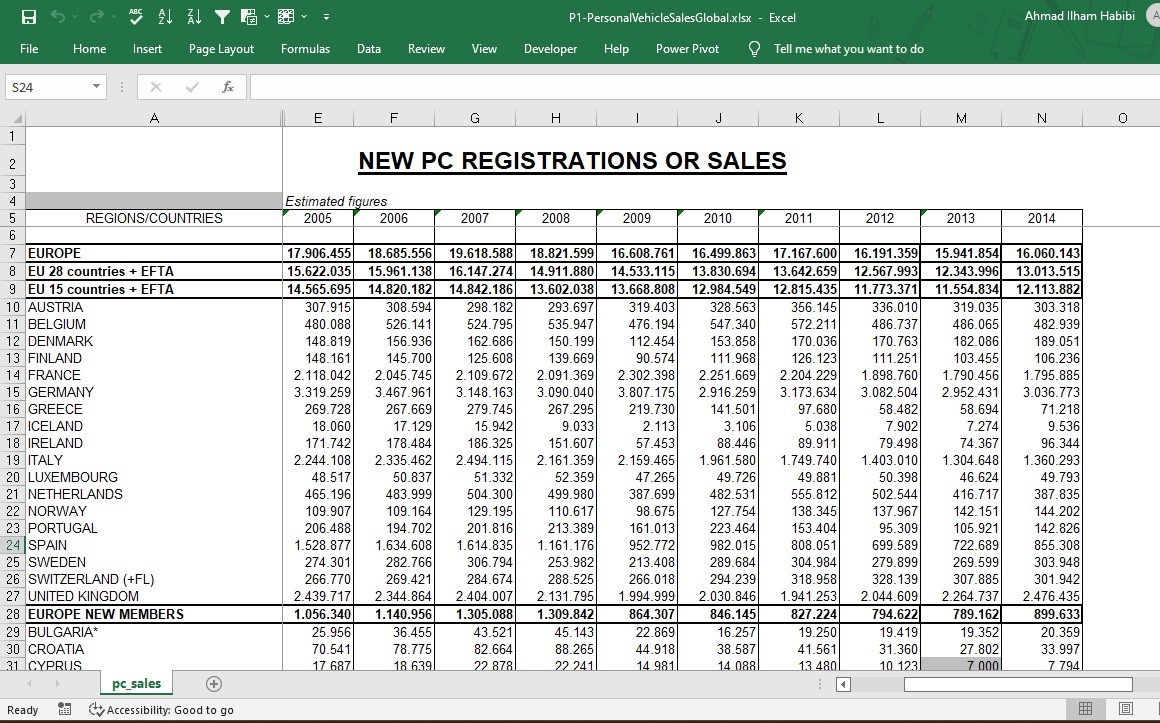 ABC
P1-PersonalVehicleSalesGlobal.xlsx - Excel
Ahmad Ilham Habibi A
File Home Insert Page Layout Formulas Data Review View Developer Help Power Pivot Tell me what you want to do
S24 fx
A E F G H I J K L M N O
1
2 NEW PC REGISTRATIONS OR SALES
3
4 Estimated figures
5 REGIONS/COUNTRIES 2005 2006 2007 2008 2009 2010 2011 2012 2013 2014
6
7 EUROPE 17.906.455 18.685.556 19.618.588 18.821.599 16.608.761 16.499.863 17.167.600 16.191.359 15.941.854 16.060.143
8 EU 28 countries + EFTA 15.622.035 15.961.138 16.147.274 14.911.880 14.533.115 13.830.694 13.642.659 12.567.993 12.343.996 13.013.515
9 EU 15 countries + EFTA 14.565.695 14.820.182 14.842.186 13.602.038 13.668.808 12.984.549 12.815.435 11.773.371 11.554.834 12.113.882
10 AUSTRIA 307.915 308.594 298.182 293.697 319.403 328.563 356.145 336.010 319.035 303.318
11 BELGIUM 480.088 526.141 524.795 535.947 476.194 547.340 572.211 486.737 486.065 482.939
12 DENMARK 148.819 156.936 162.686 150.199 112.454 153.858 170.036 170.763 182.086 189.051
13 FINLAND 148.161 145.700 125.608 139.669 90.574 111.968 126.123 111.251 103.455 106.236
14 FRANCE 2.118.042 2.045.745 2.109.672 2.091.369 2.302.398 2.251.669 2.204.229 1.898.760 1.790.456 1.795.885
15 GERMANY 3.319.259 3.467.961 3.148.163 3.090.040 3.807.175 2.916.259 3.173.634 3.082.504 2.952.431 3.036.773
16 GREECE 269.728 267.669 279.745 267.295 219.730 141.501 97.680 58.482 58.694 71.218
17 ICELAND 18.060 17.129 15.942 9.033 2.113 3.106 5.038 7.902 7.274 9.536
18 IRELAND 171.742 178.484 186.325 151.607 57.453 88.446 89.911 79.498 74.367 96.344
19 ITALY 2.244.108 2.335.462 2.494.115 2.161.359 2.159.465 1.961.580 1.749.740 1.403.010 1.304.648 1.360.293
20 LUXEMBOURG 48.517 50.837 51.332 52.359 47.265 49.726 49.881 50.398 46.624 49.793
21 NETHERLANDS 465.196 483.999 504.300 499.980 387.699 482.531 555.812 502.544 416.717 387.835
22 NORWAY 109.907 109.164 129.195 110.617 98.675 127.754 138.345 137.967 142.151 144.202
23 PORTUGAL 206.488 194.702 201.816 213.389 161.013 223.464 153.404 95.309 105.921 142.826
24 SPAIN 1.528.877 1.634.608 1.614.835 1.161.176 952.772 982.015 808.051 699.589 722.689 855.308
25 SWEDEN 274.301 282.766 306.794 253.982 213.408 289.684 304.984 279.899 269.599 303.948
26 SWITZERLAND (+FL) 266.770 269.421 284.674 288.525 266.018 294.239 318.958 328.139 307.885 301.942
27 UNITED KINGDOM 2.439.717 2.344.864 2.404.007 2.131.795 1.994.999 2.030.846 1.941.253 2.044.609 2.264.737 2.476.435
28 EUROPE NEW MEMBERS 1.056.340 1.140.956 1.305.088 1.309.842 864.307 846.145 827.224 794.622 789.162 899.633
29 BULGARIA* 25.956 36.455 43.521 45.143 22.869 16.257 19.250 19.419 19.352 20.359
30 CROATIA 70.541 78.775 82.664 88.265 44.918 38.587 41.561 31.360 27.802 33.997
31 CYPRUS 17.687 18.639 22.878 22.241 14.981 14.088 13.480 10.123 7.000 7.794
pc_sales
Ready Accessibility: Good to go